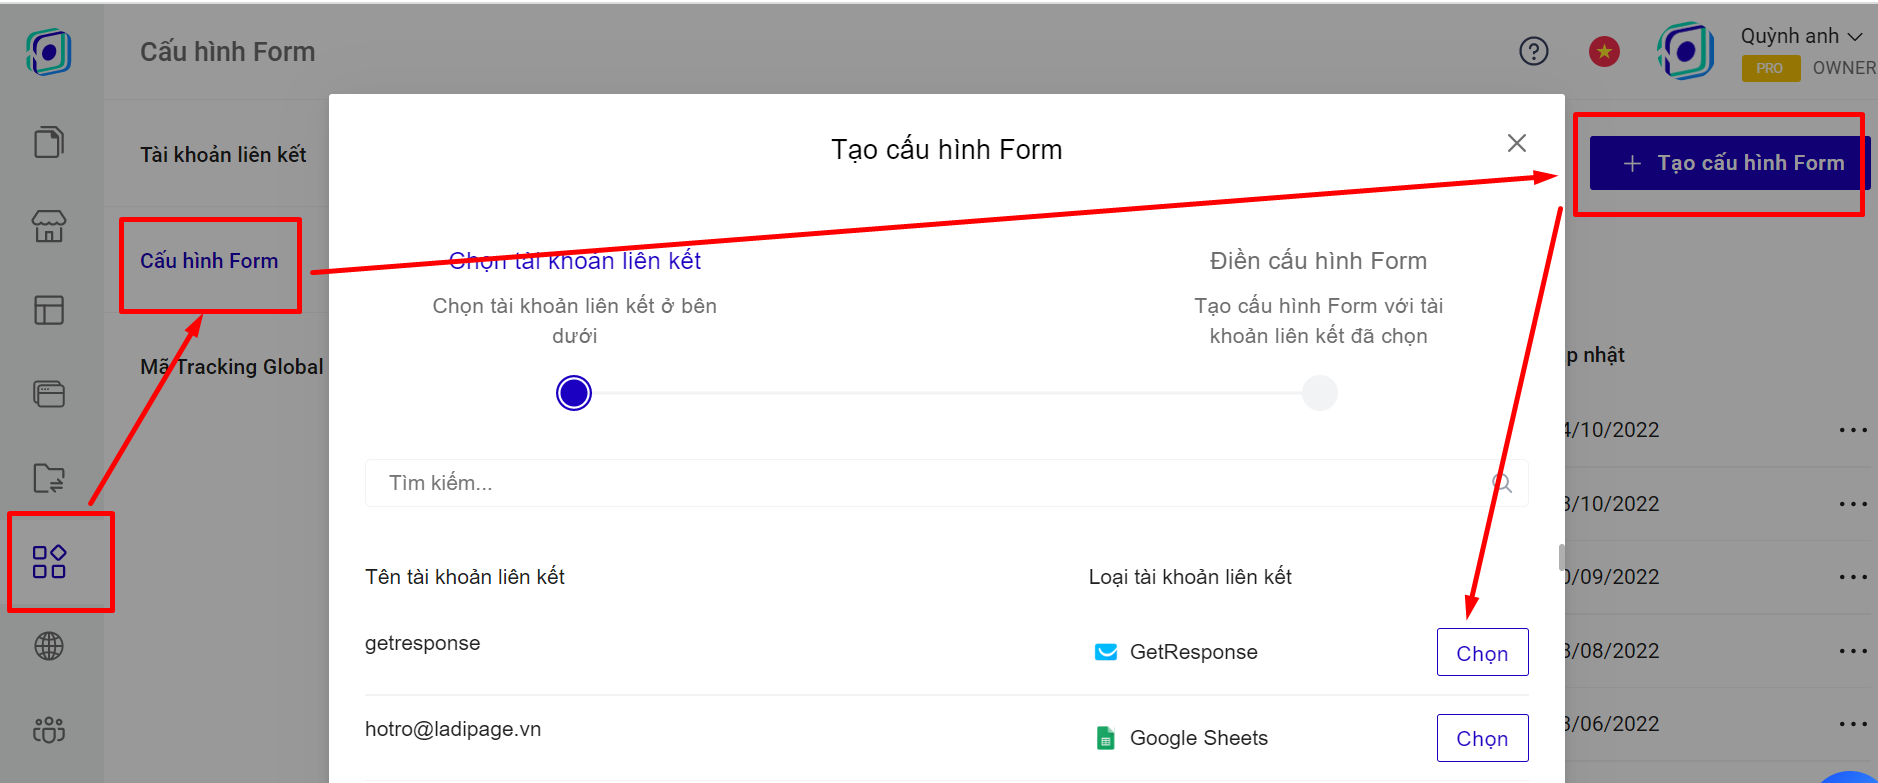 Cấu hình Form
Quỳnh anh
PRO OWNER
Tài khoản liên kết
Cấu hình Form
Mã Tracking Global
+ Tạo cấu hình Form
Tạo cấu hình Form
Chọn tài khoản liên kết
Chọn tài khoản liên kết ở bên
dưới
Điền cấu hình Form
Tạo cấu hình Form với tài
khoản liên kết đã chọn
Tìm kiếm...
Tên tài khoản liên kết
Loại tài khoản liên kết
getresponse
GetResponse
Chọn
hotro@ladipage.vn
Google Sheets
Chọn
p nhật
4/10/2022
3/10/2022
0/09/2022
3/08/2022
3/06/2022